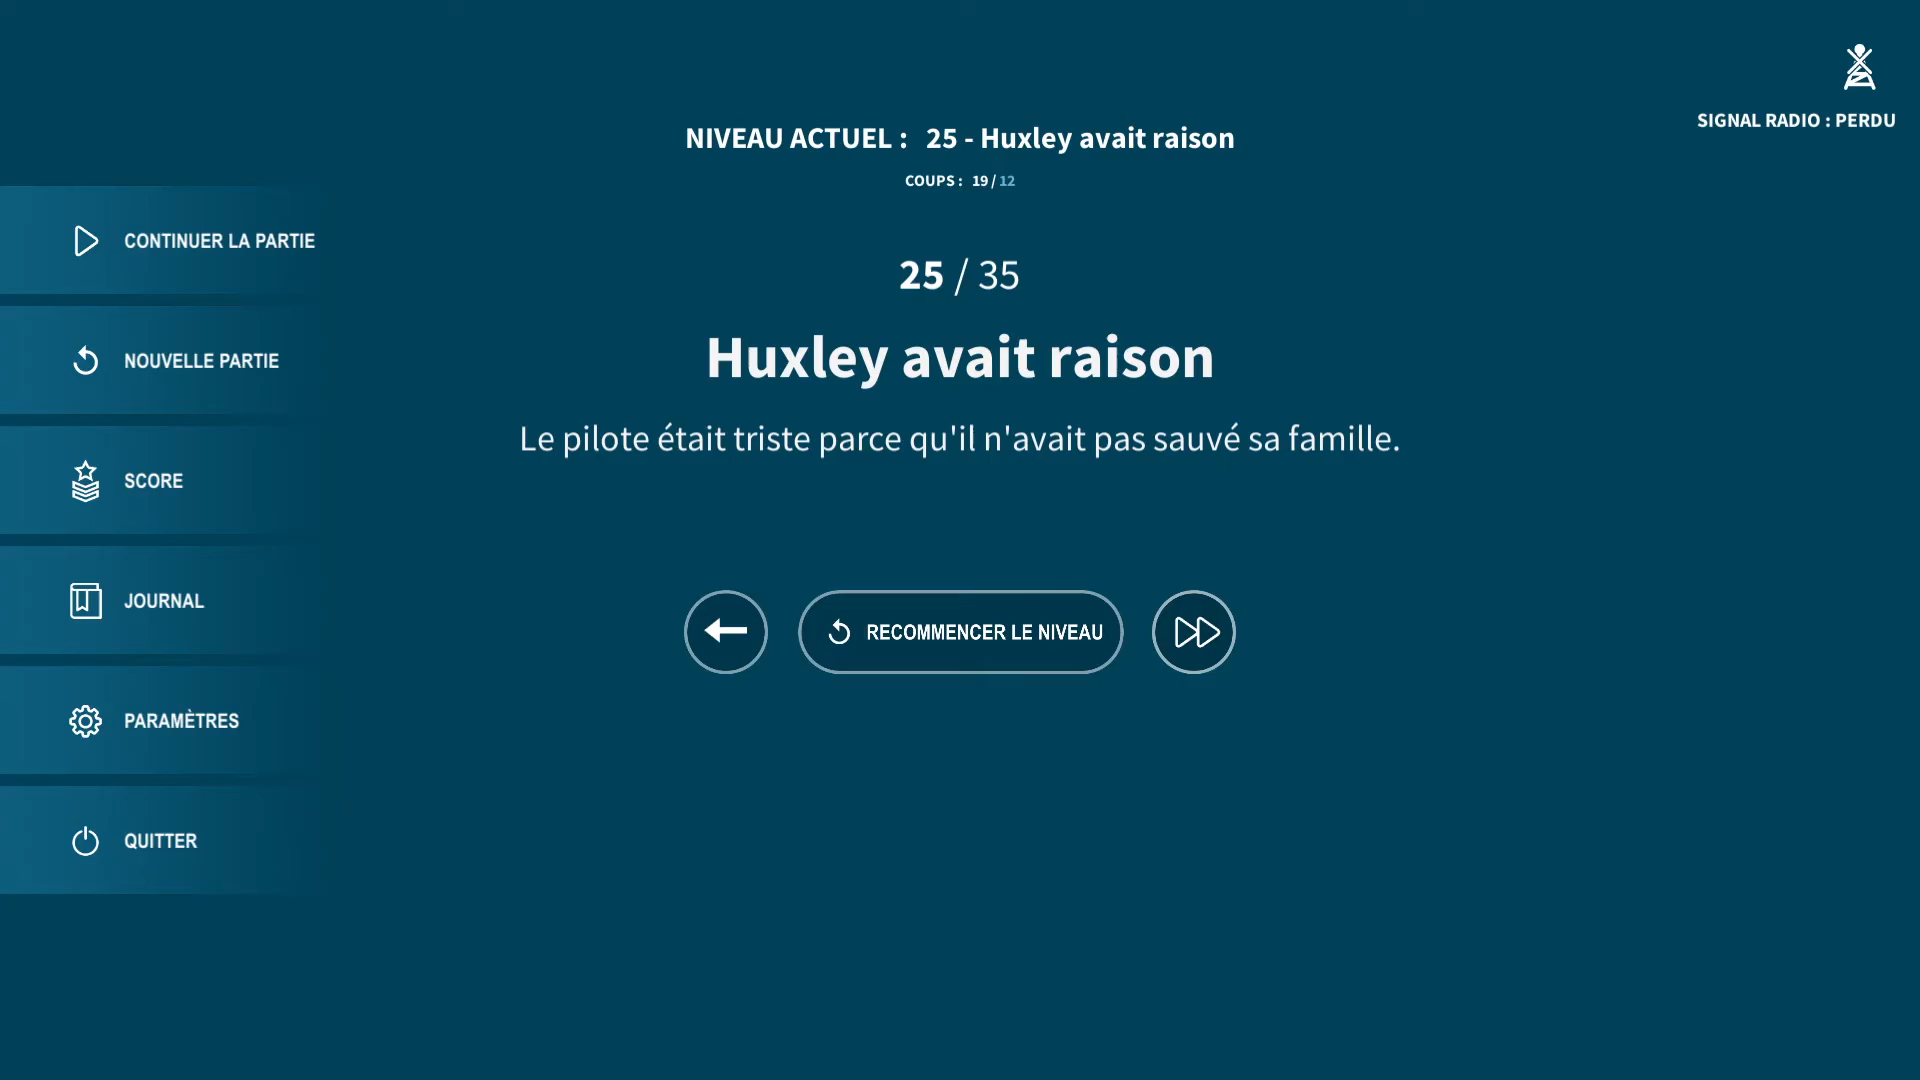 SIGNAL RADIO : PERDU
NIVEAU ACTUEL : 25 - Huxley avait raison
COUPS : 19 / 12
CONTINUER LA PARTIE
NOUVELLE PARTIE
SCORE
JOURNAL
PARAMÈTRES
QUITTER
25 / 35
Huxley avait raison
Le pilote était triste parce qu'il n'avait pas sauvé sa famille.
RECOMMENCER LE NIVEAU